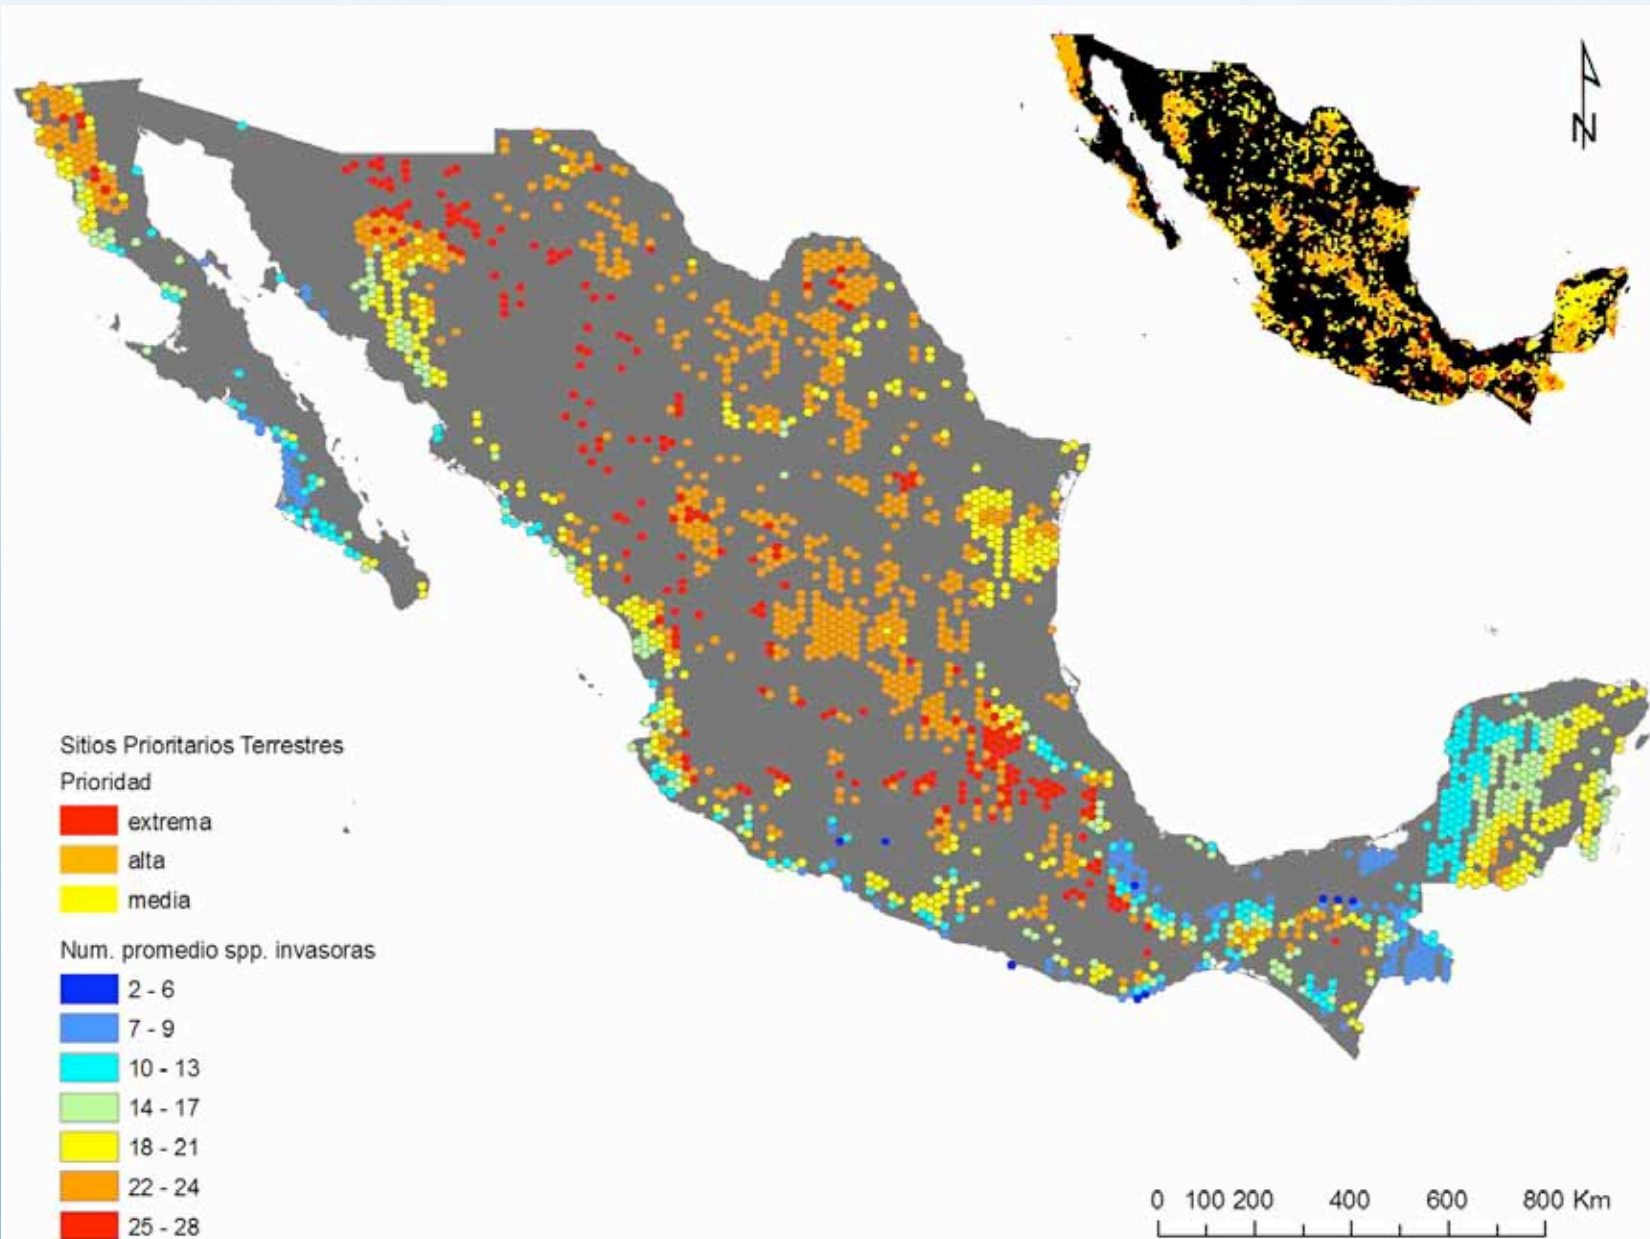 N
Sitios Prioritarios Terrestres
Prioridad
extrema
alta
media
Num. promedio spp. invasoras
2 - 6
7 - 9
10 - 13
14 - 17
18 - 21
22 - 24
25 - 28
0 100 200 400 600 800 Km